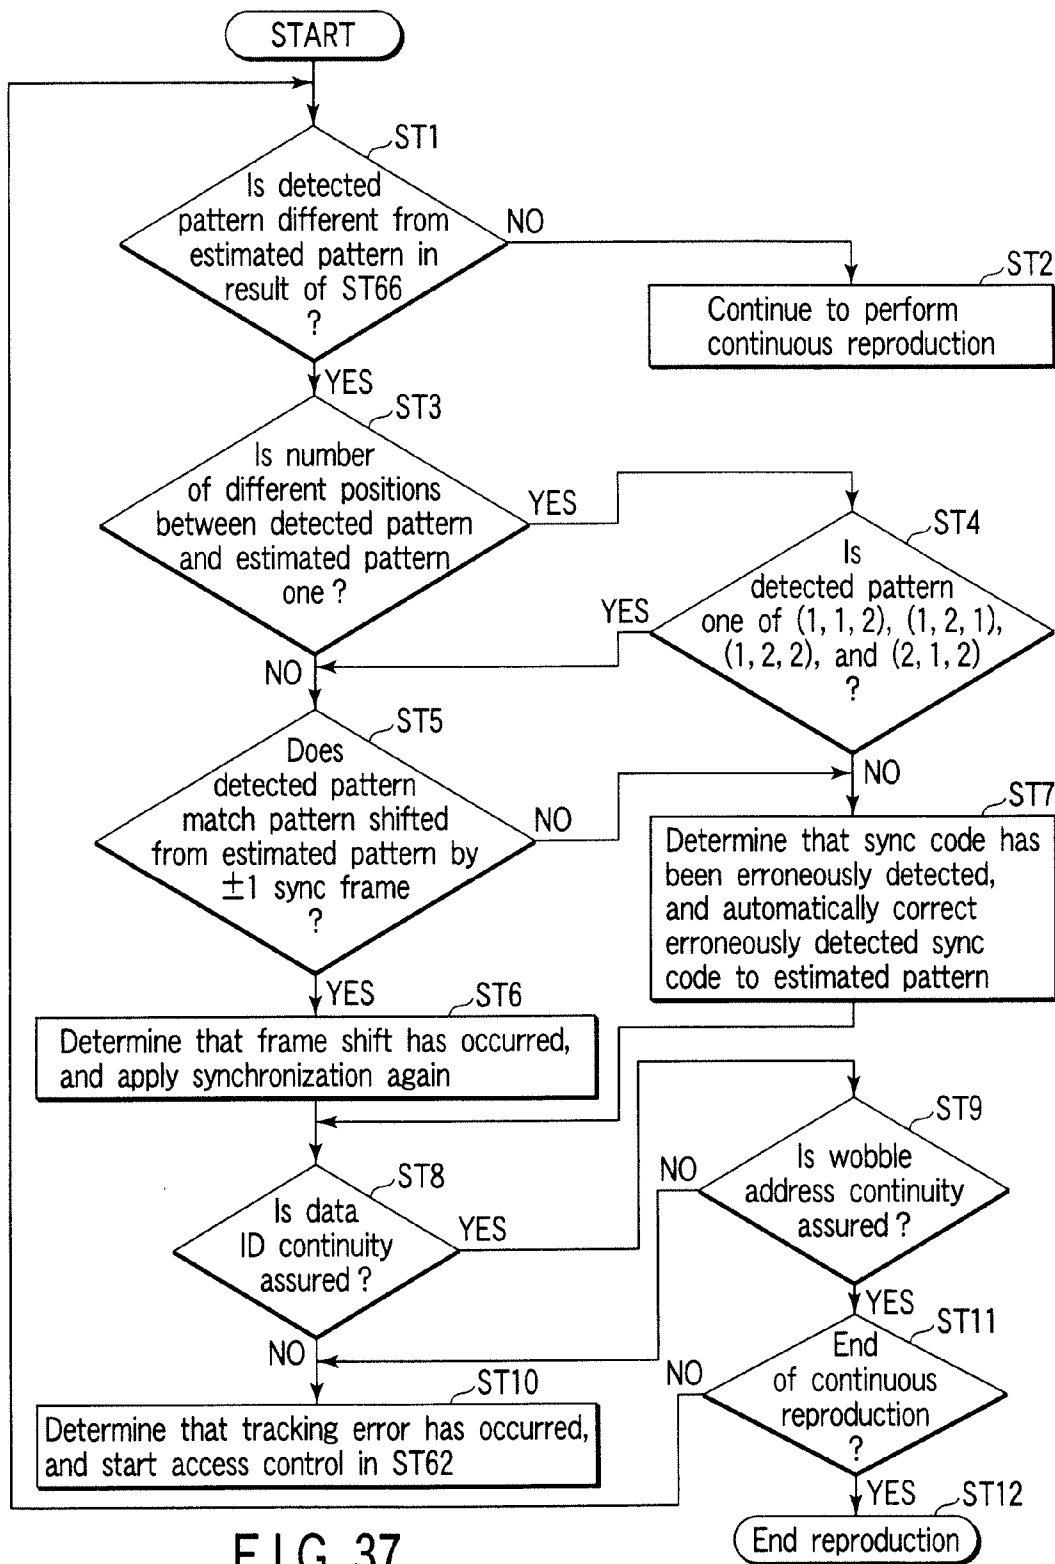 START
ST1
Is detected
pattern different from
estimated pattern in
result of ST66
?
NO
ST2
Continue to perform
continuous reproduction
YES
ST3
Is number
of different positions
between detected pattern
and estimated pattern
one ?
YES
ST4
Is
detected pattern
one of (1, 1, 2), (1, 2, 1),
(1, 2, 2), and (2, 1, 2)
?
YES
NO
ST5
Does
detected pattern
match pattern shifted
from estimated pattern by
±1 sync frame
?
NO
NO
ST7
Determine that sync code has
been erroneously detected,
and automatically correct
erroneously detected sync
code to estimated pattern
YES
ST6
Determine that frame shift has occurred,
and apply synchronization again
ST8
Is data
ID continuity
assured ?
YES
ST9
Is wobble
address continuity
assured ?
NO
YES
NO
ST10
Determine that tracking error has occurred,
and start access control in ST62
ST11
End
of continuous
reproduction
?
NO
YES
ST12
End reproduction
FIG. 37